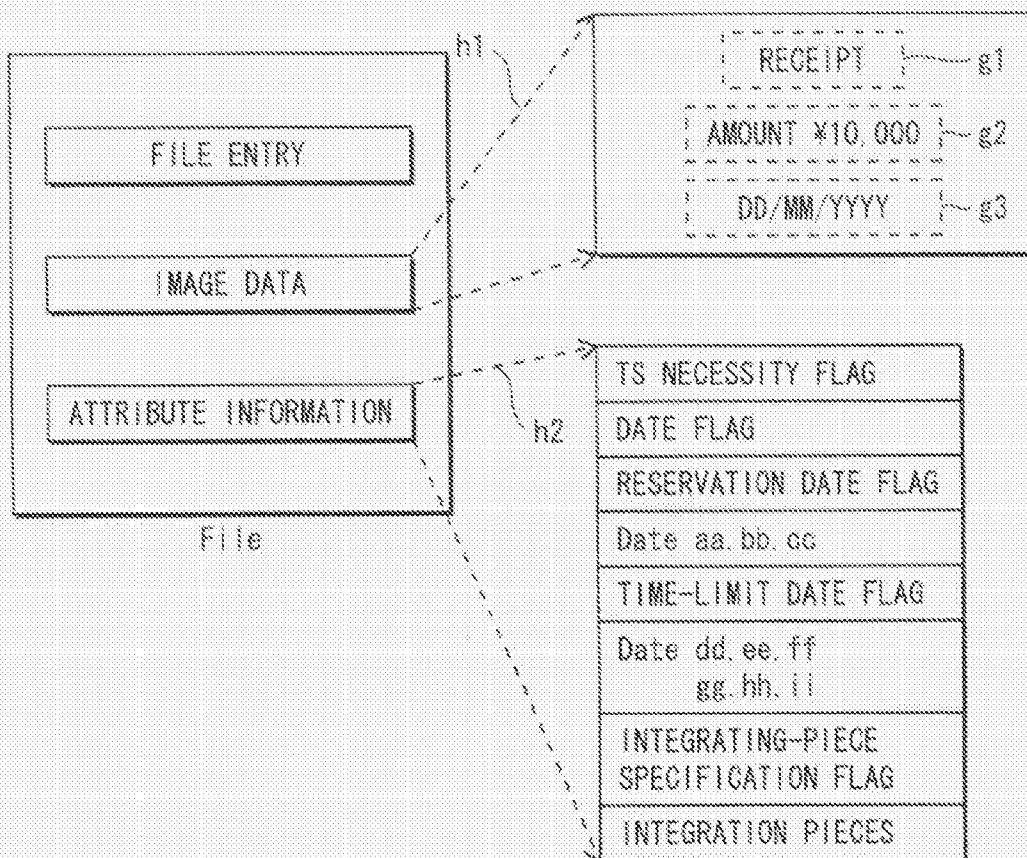 FILE ENTRY
IMAGE DATA
ATTRIBUTE INFORMATION
File
h1
RECEIPT
g1
AMOUNT ¥10,000
g2
DD/MM/YYYY
g3
h2
TS NECESSITY FLAG
DATE FLAG
RESERVATION DATE FLAG
Date aa.bb.cc
TIME-LIMIT DATE FLAG
Date dd.ee.ff
gg.hh.ii
INTEGRATING-PIECE
SPECIFICATION FLAG
INTEGRATION PIECES